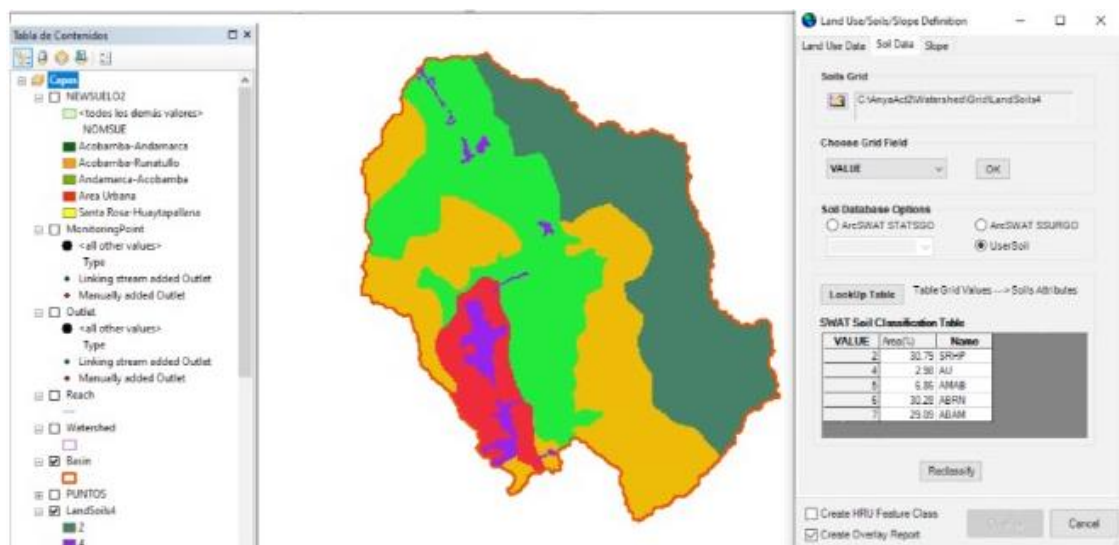 Tabla de Contenidos
Capas
NEWSUELO2
<todos los demás valores>
NOMSUE
Acobamba-Andamarca
Acobamba-Runatullo
Andamarca-Acobamba
Area Urbana
Santa Rosa-Huaytapallana
MonitoringPoint
<all other values>
Type
Linking stream added Outlet
Manually added Outlet
Outlet
<all other values>
Type
Linking stream added Outlet
Manually added Outlet
Reach
Watershed
Basin
PUNTOS
LandSoils4
2
4
Land Use/Soils/Slope Definition
Land Use Data Soil Data Slope
Soils Grid
C:\AnyaAct2\Watershed\Grid\LandSoils4
Choose Grid Field
VALUE OK
Soil Database Options
ArcSWAT STATSGO ArcSWAT SSURGO
UserSoil
LookUp Table Table Grid Values ---> Soils Attributes
SWAT Soil Classification Table
VALUE Area(%) Name
2 30.79 SRHP
4 2.98 AU
5 6.86 AMAB
6 30.28 ABRN
7 29.09 ABAM
Reclassify
Create HRU Feature Class
Create Overlay Report
Cancel